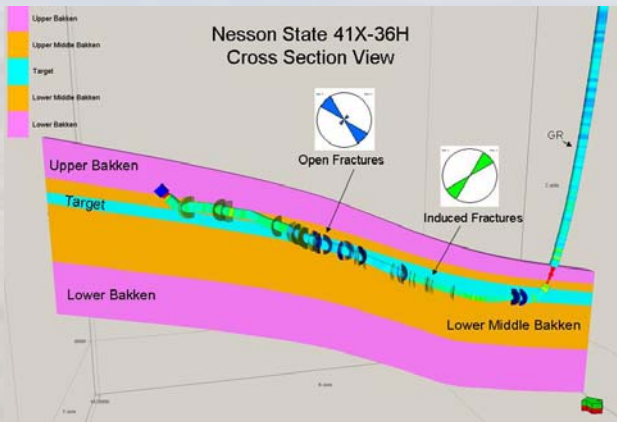 Upper Bakken
Upper Middle Bakken
Target
Lower Middle Bakken
Lower Bakken
Nesson State 41X-36H
Cross Section View
GR
Open Fractures
Induced Fractures
Upper Bakken
Target
Lower Bakken
Lower Middle Bakken